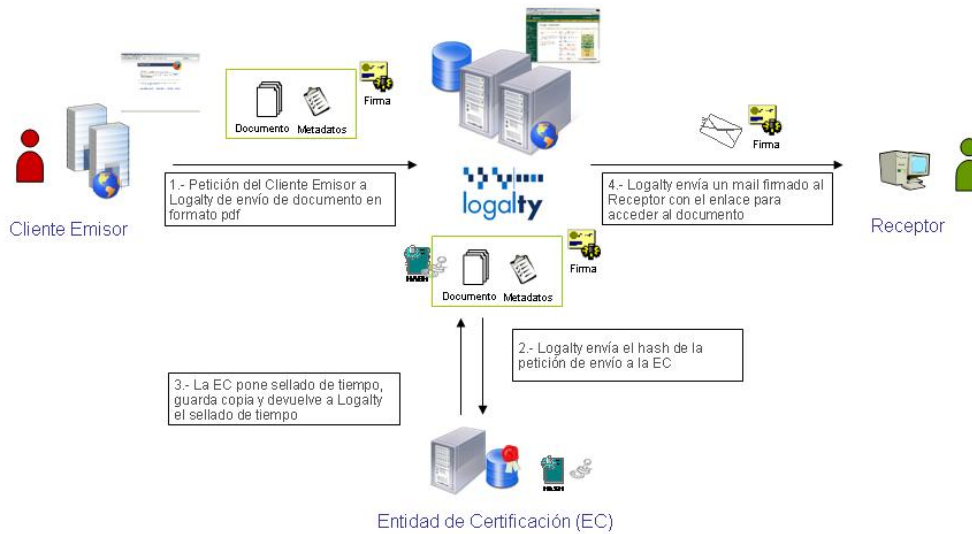 Documento Metadatos
Firma
Firma
1.- Petición del Cliente Emisor a
Logalty de envío de documento en
formato pdf
logalty
4.- Logalty envía un mail firmado al
Receptor con el enlace para
acceder al documento
Cliente Emisor
Receptor
HASH
Documento Metadatos
Firma
2.- Logalty envía el hash de la
petición de envío a la EC
3.- La EC pone sellado de tiempo,
guarda copia y devuelve a Logalty
el sellado de tiempo
HASH
Entidad de Certificación (EC)